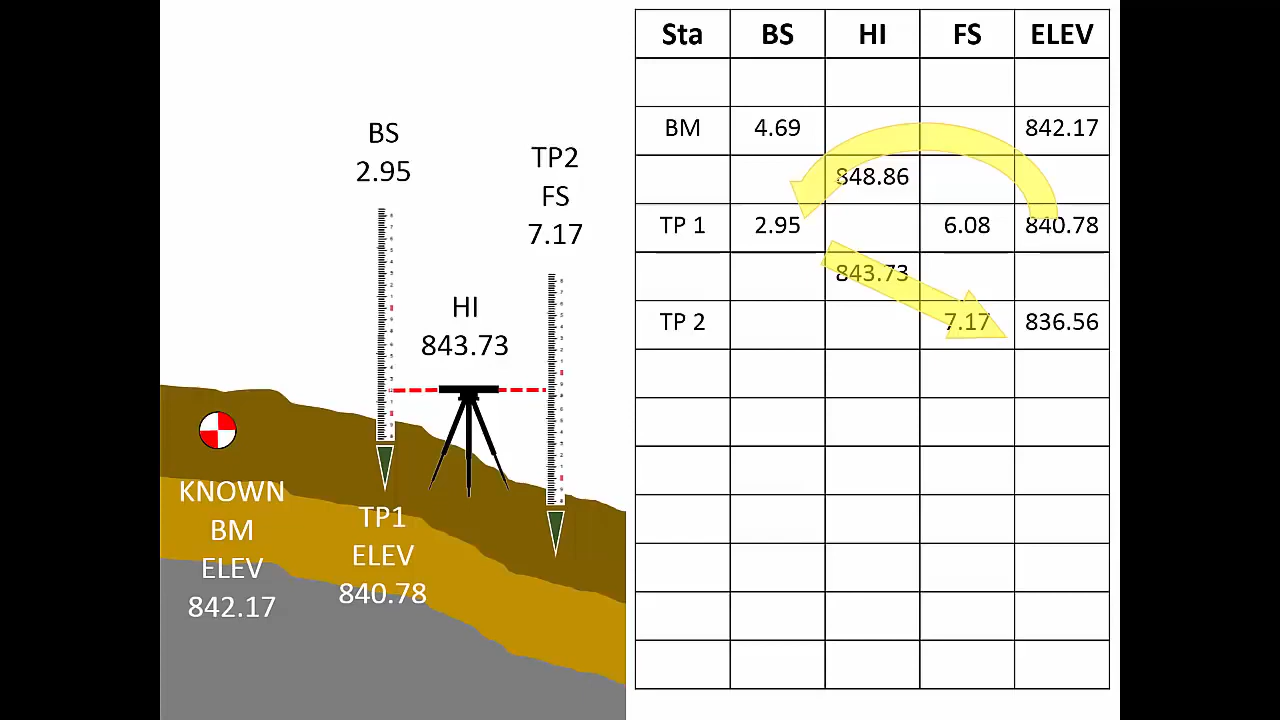 BS
2.95
TP2
FS
7.17
HI
843.73
KNOWN
BM
ELEV
842.17
TP1
ELEV
840.78
Sta BS HI FS ELEV
BM 4.69 842.17
848.86
TP 1 2.95 6.08 840.78
843.73
TP 2 7.17 836.56